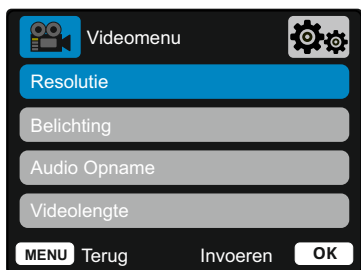 Videomenu
Resolutie
Belichting
Audio Opname
Videolengte
MENU Terug Invoeren OK